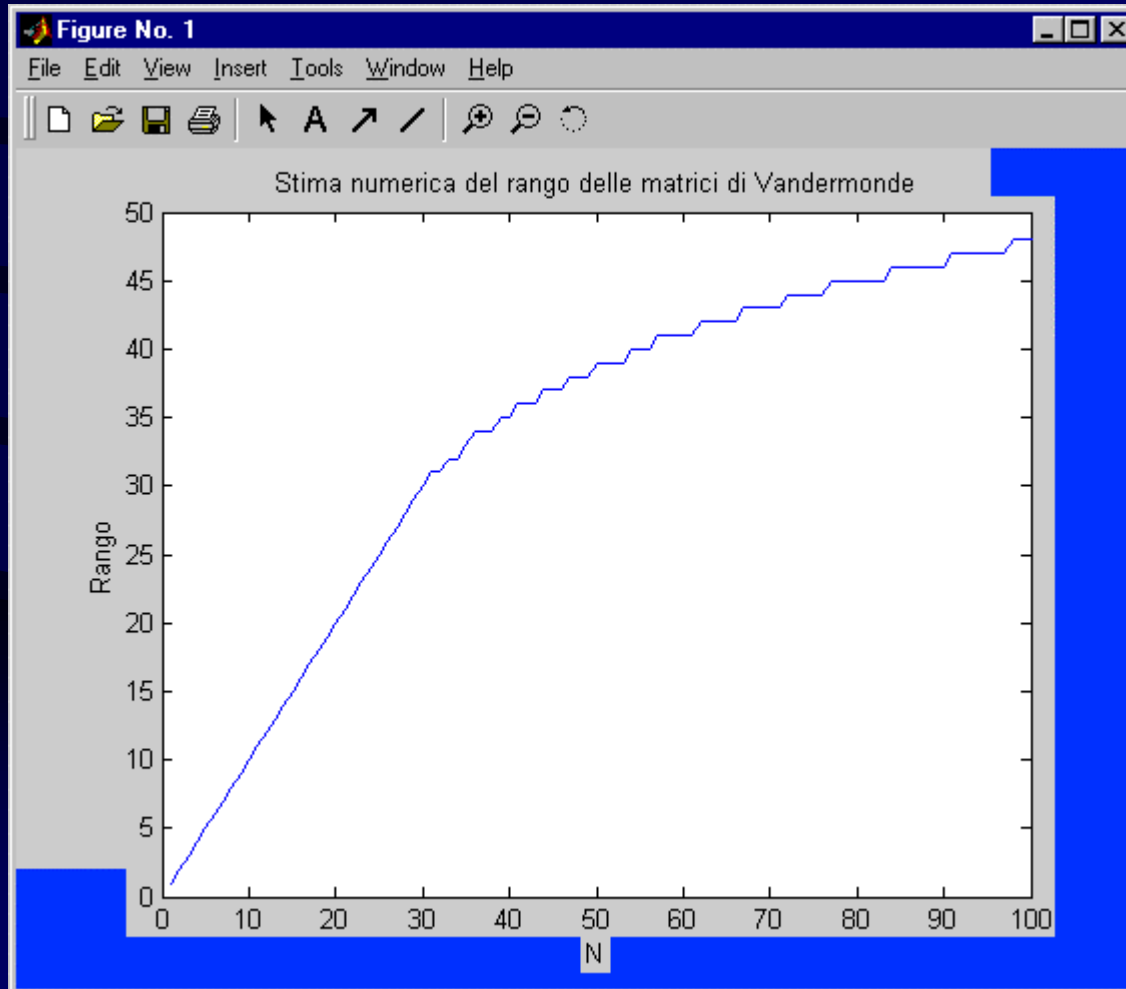 Figure No. 1
File Edit View Insert Tools Window Help
A
Stima numerica del rango delle matrici di Vandermonde
50
45
40
35
30
25
20
15
10
5
0
Rango
0 10 20 30 40 50 60 70 80 90 100
N